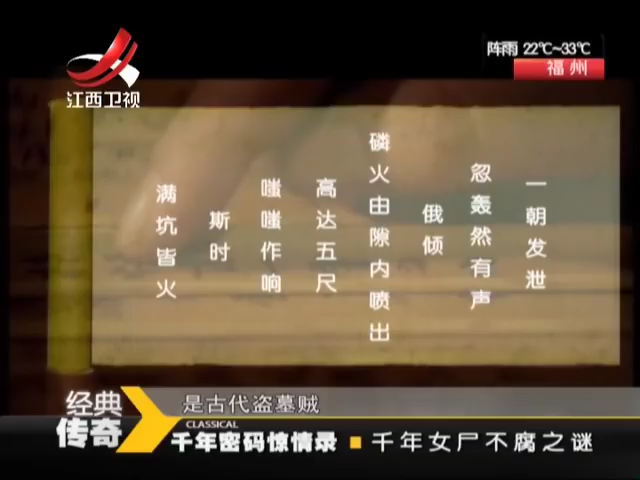 江西卫视
阵雨 22℃~33℃
福州
一朝发泄
忽轰然有声
俄倾
磷火由隙内喷出
高达五尺
嗤嗤作响
斯时
满坑皆火
经典
传奇
是古代盗墓贼
CLASSICAL
千年密码惊情录
千年女尸不腐之谜